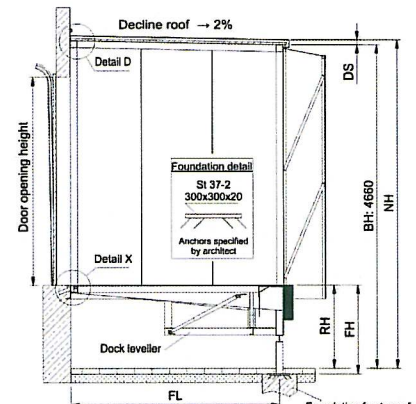 Decline roof → 2%
Detail D
DS
Door opening height
Foundation detail
St 37-2
300x300x20
Anchors specified
by architect
BH: 4660
NH
Detail X
Dock leveller
RH
FH
FL